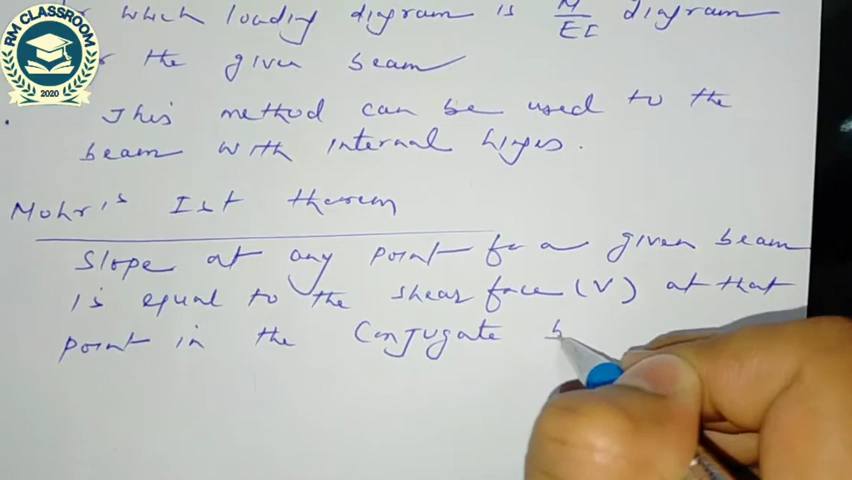 RM CLASSROOM
2020
which loading diagram is M/EI diagram
the given beam
This method can be used to the
beam with internal hinges.
Mohr's Ist theorem
Slope at any point for a given beam
is equal to the shear force (V) at that
point in the Conjugate b